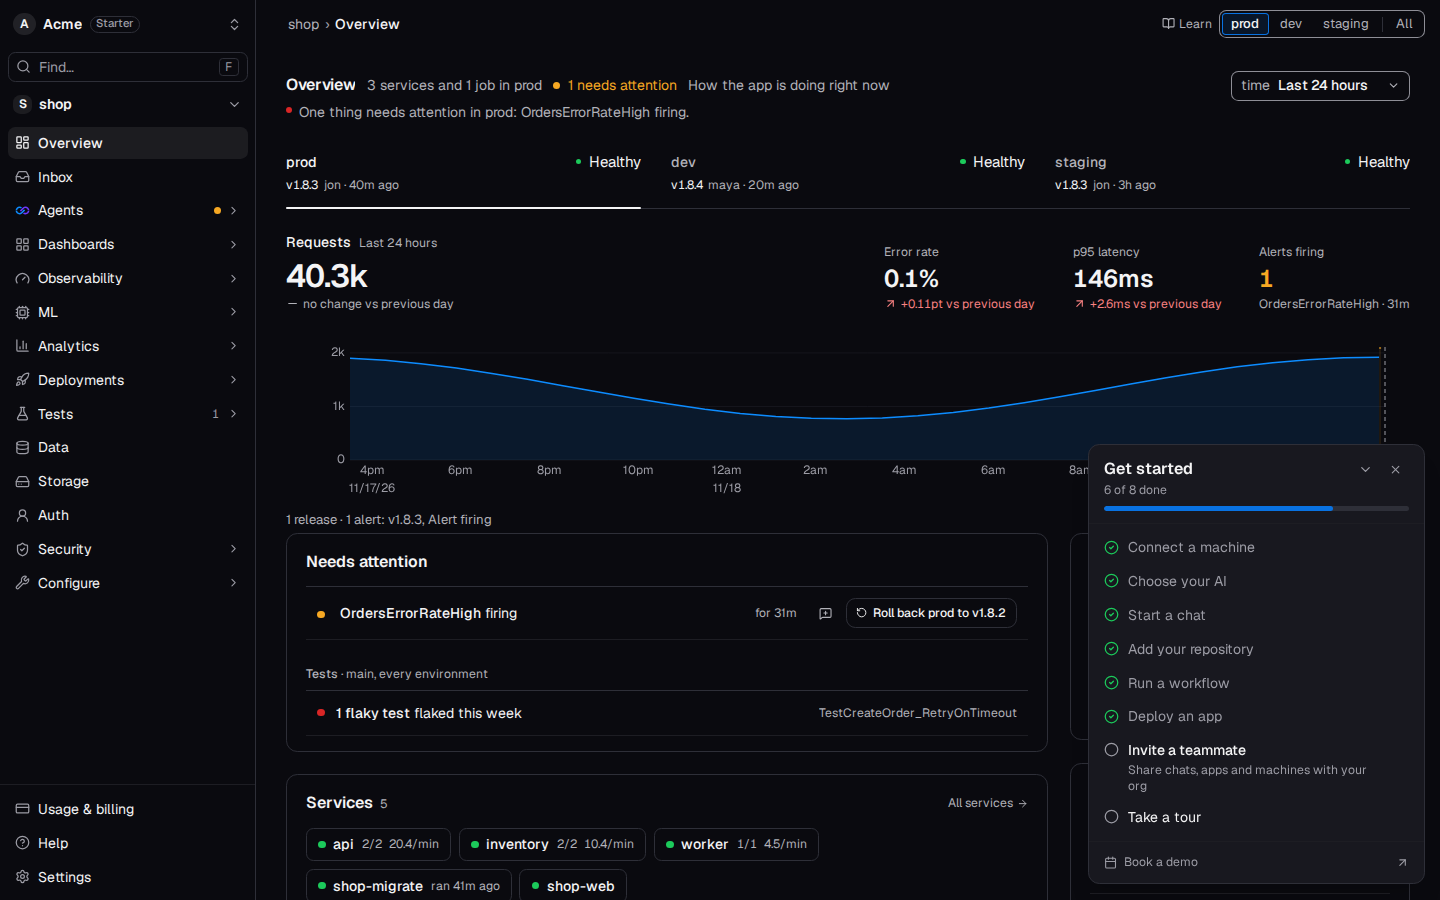 A Acme Starter
Find... F
S shop
Overview
Inbox
Agents
Dashboards
Observability
ML
Analytics
Deployments
Tests 1
Data
Storage
Auth
Security
Configure
Usage & billing
Help
Settings
shop › Overview
Learn prod dev staging All
Overview 3 services and 1 job in prod 1 needs attention How the app is doing right now
time Last 24 hours
One thing needs attention in prod: OrdersErrorRateHigh firing.
prod Healthy
v1.8.3 jon · 40m ago
dev Healthy
v1.8.4 maya · 20m ago
staging Healthy
v1.8.3 jon · 3h ago
Requests Last 24 hours
40.3k
— no change vs previous day
Error rate
0.1%
+0.11pt vs previous day
p95 latency
146ms
+2.6ms vs previous day
Alerts firing
1
OrdersErrorRateHigh · 31m
2k
1k
0
4pm 6pm 8pm 10pm 12am 2am 4am 6am 8am
11/17/26 11/18
1 release · 1 alert: v1.8.3, Alert firing
Needs attention
OrdersErrorRateHigh firing for 31m Roll back prod to v1.8.2
Tests · main, every environment
1 flaky test flaked this week TestCreateOrder_RetryOnTimeout
Services 5 All services →
api 2/2 20.4/min inventory 2/2 10.4/min worker 1/1 4.5/min
shop-migrate ran 41m ago shop-web
Get started
6 of 8 done
Connect a machine
Choose your AI
Start a chat
Add your repository
Run a workflow
Deploy an app
Invite a teammate
Share chats, apps and machines with your
org
Take a tour
Book a demo